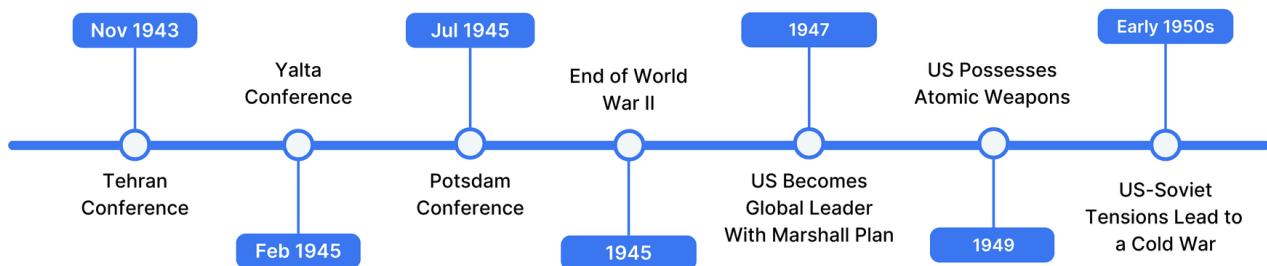 Nov 1943
Tehran
Conference
Yalta
Conference
Feb 1945
Jul 1945
Potsdam
Conference
End of World
War II
1945
1947
US Becomes
Global Leader
With Marshall Plan
US Possesses
Atomic Weapons
1949
Early 1950s
US-Soviet
Tensions Lead to
a Cold War